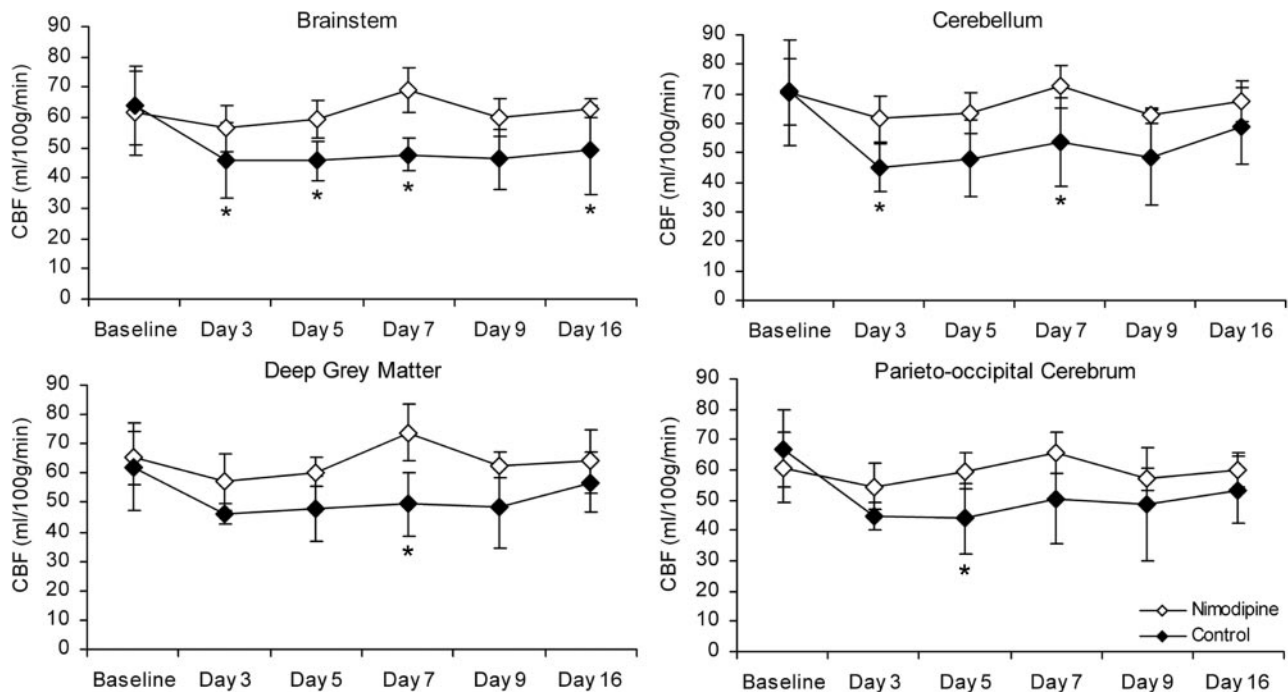 Brainstem
CBF (ml/100g/min)
90
80
70
60
50
40
30
20
10
0
* * * *
Baseline Day 3 Day 5 Day 7 Day 9 Day 16
Cerebellum
CBF (ml/100g/min)
90
80
70
60
50
40
30
20
10
0
* *
Baseline Day 3 Day 5 Day 7 Day 9 Day 16
Deep Grey Matter
CBF (ml/100g/min)
90
80
70
60
50
40
30
20
10
0
*
Baseline Day 3 Day 5 Day 7 Day 9 Day 16
Parieto-occipital Cerebrum
CBF (ml/100g/min)
90
80
70
60
50
40
30
20
10
0
*
Nimodipine
Control
Baseline Day 3 Day 5 Day 7 Day 9 Day 16